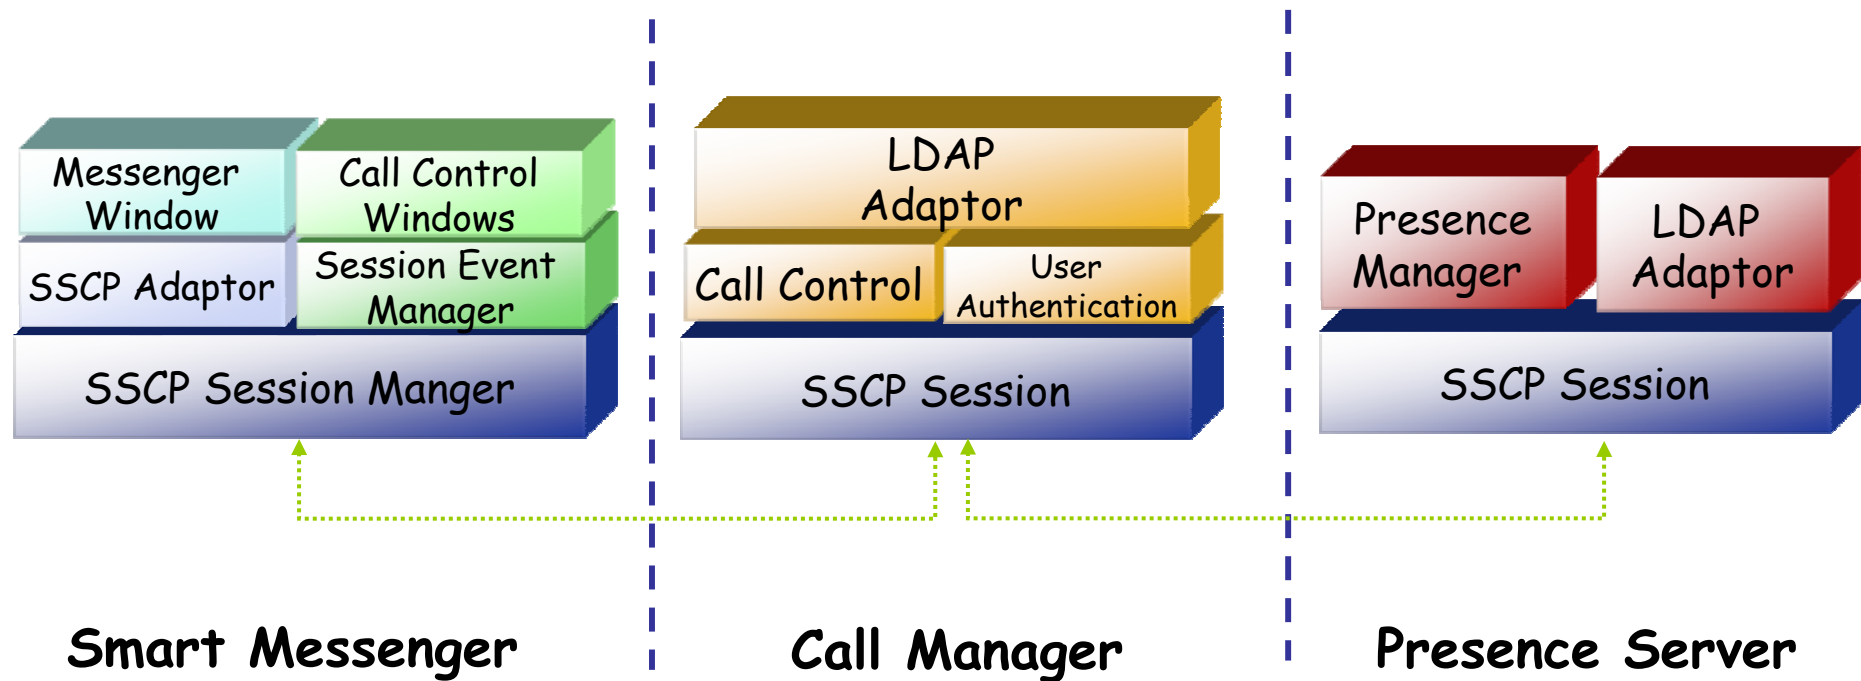 Messenger
Window
Call Control
Windows
SSCP Adaptor
Session Event
Manager
SSCP Session Manger
Smart Messenger
LDAP
Adaptor
Call Control
User
Authentication
SSCP Session
Call Manager
Presence
Manager
LDAP
Adaptor
SSCP Session
Presence Server